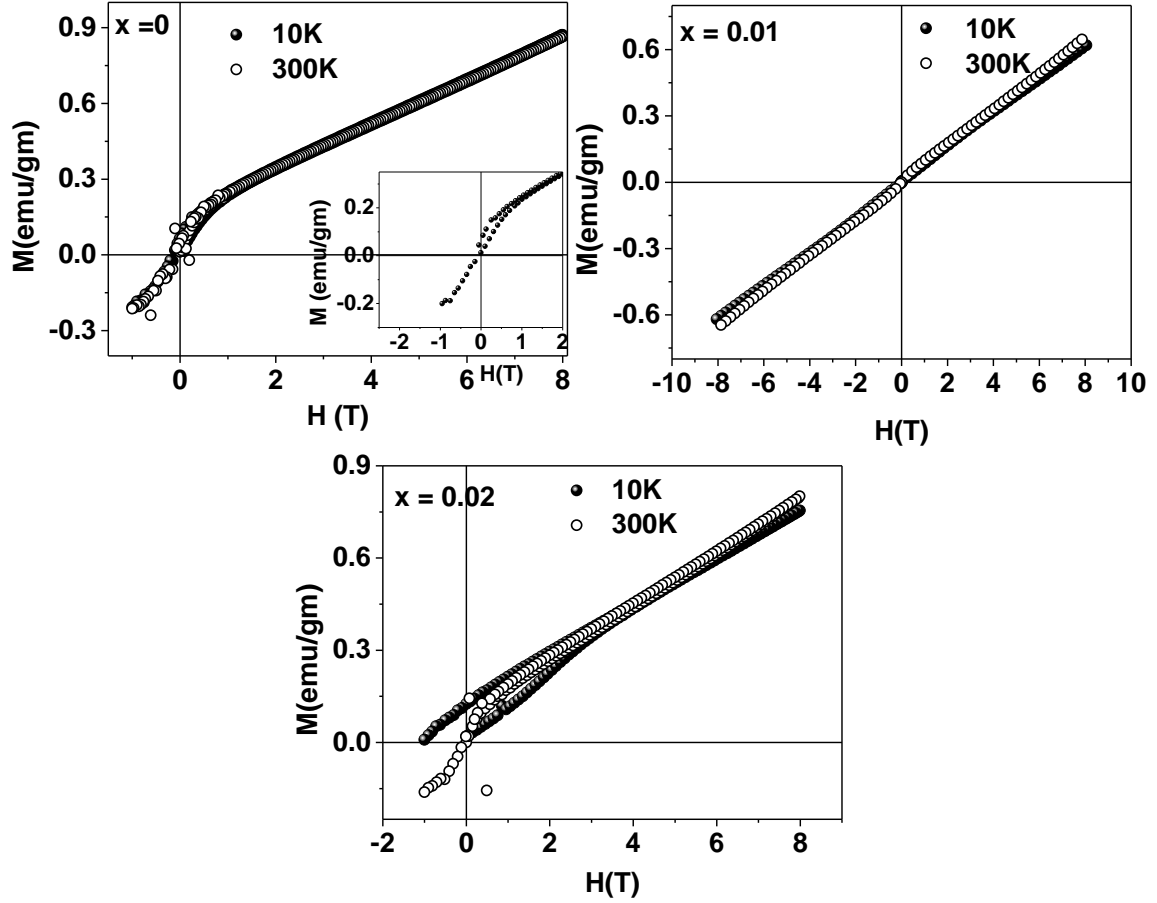 x =0
10K
300K
0.9
0.6
0.3
0.0
-0.3
M(emu/gm)
0 2 4 6 8
H (T)
0.2
0.0
-0.2
M (emu/gm)
-2 -1 0 1 2
H(T)
x = 0.01
10K
300K
0.6
0.3
0.0
-0.3
-0.6
M(emu/gm)
-10 -8 -6 -4 -2 0 2 4 6 8 10
H(T)
x = 0.02
10K
300K
0.9
0.6
0.3
0.0
M(emu/gm)
-2 0 2 4 6 8
H(T)